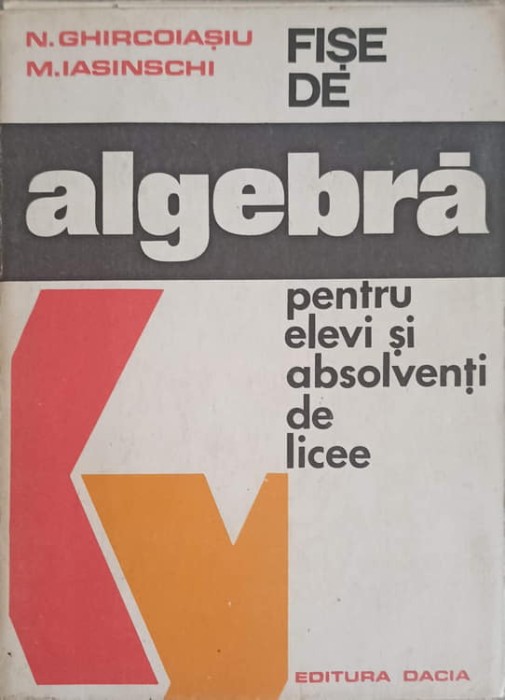 N. GHIRCOIAȘIU
M. IASINSCHI
FIȘE
DE
algebră
pentru
elevi și
absolvenți
de
licee
EDITURA DACIA